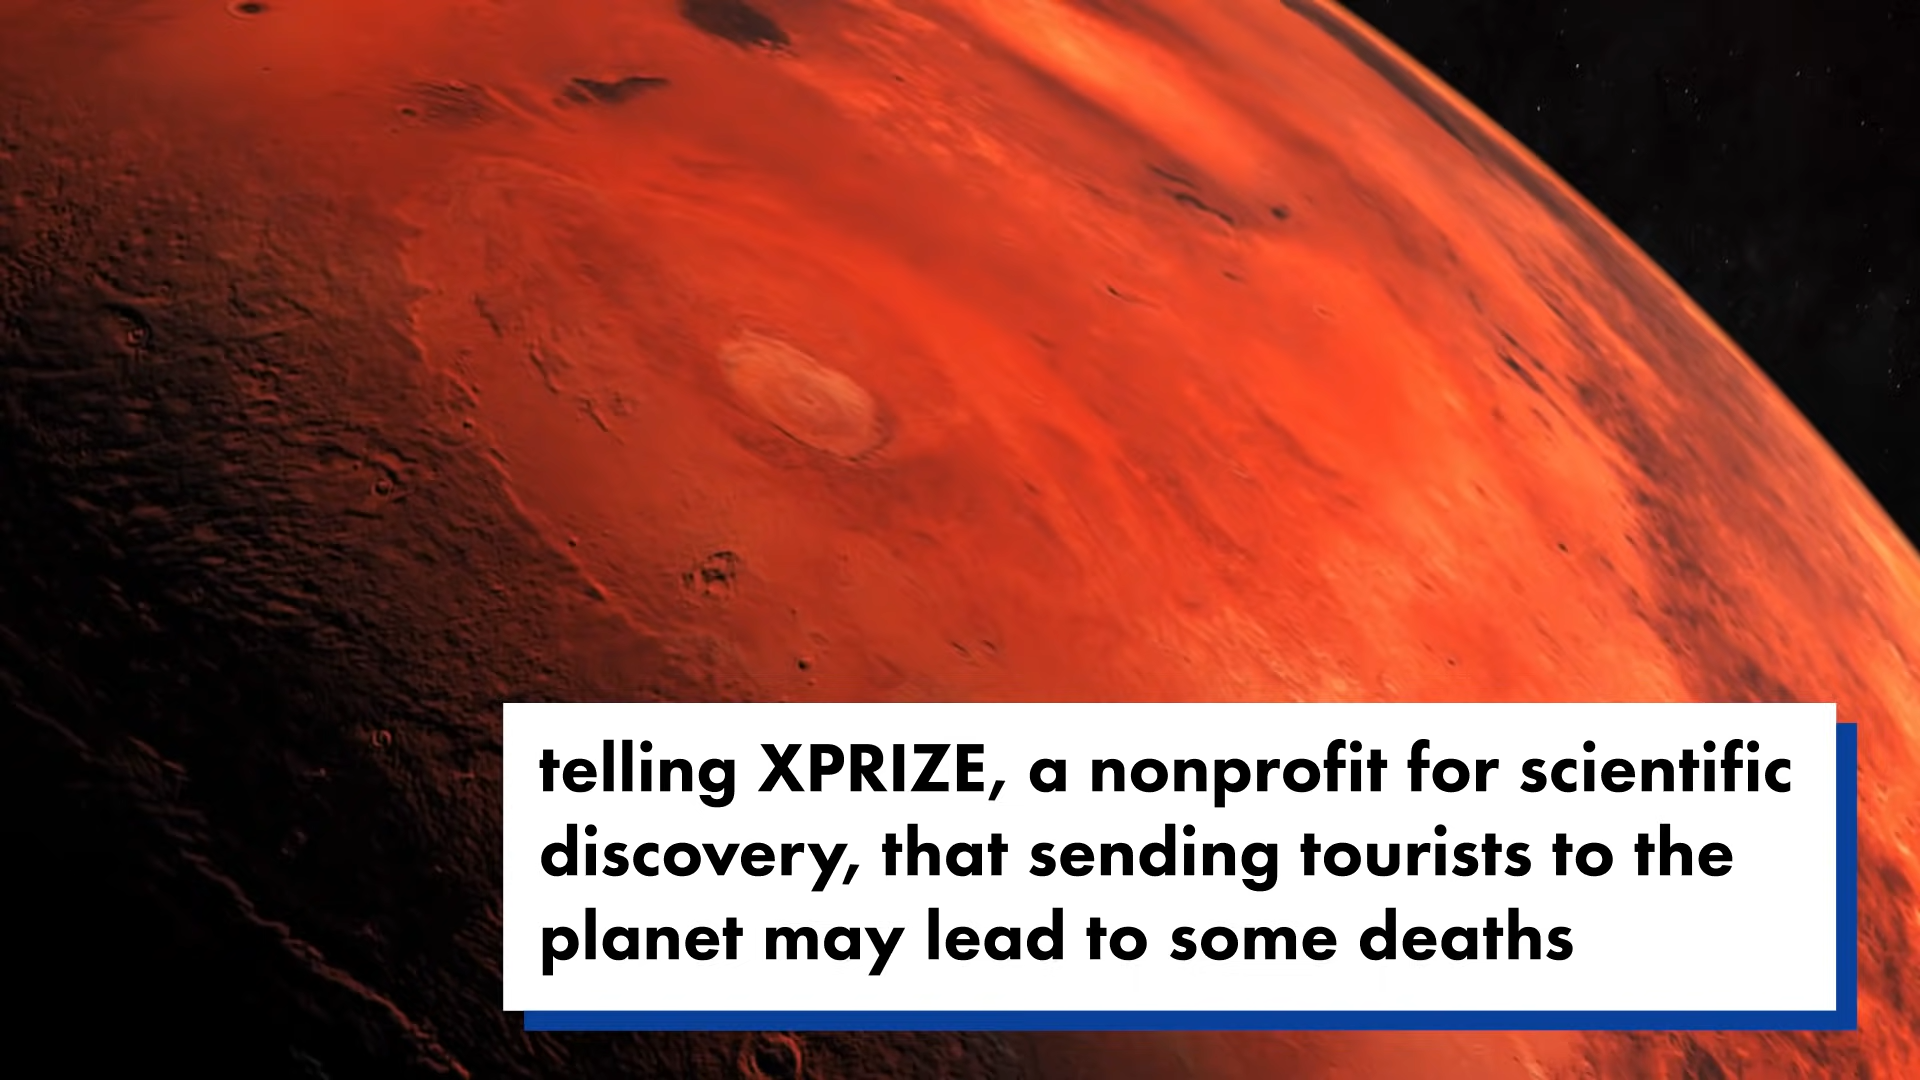 telling XPRIZE, a nonprofit for scientific
discovery, that sending tourists to the
planet may lead to some deaths